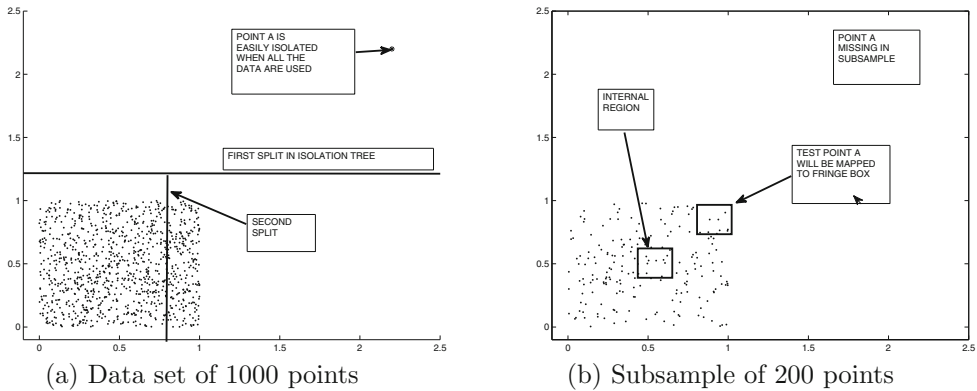 2.5
2
1.5
1
0.5
0
0
0.5
1
1.5
2
2.5
POINT A IS
EASILY ISOLATED
WHEN ALL THE
DATA ARE USED
FIRST SPLIT IN ISOLATION TREE
SECOND
SPLIT
(a) Data set of 1000 points
2.5
2
1.5
1
0.5
0
0
0.5
1
1.5
2
2.5
POINT A
MISSING IN
SUBSAMPLE
INTERNAL
REGION
TEST POINT A
WILL BE MAPPED
TO FRINGE BOX
(b) Subsample of 200 points